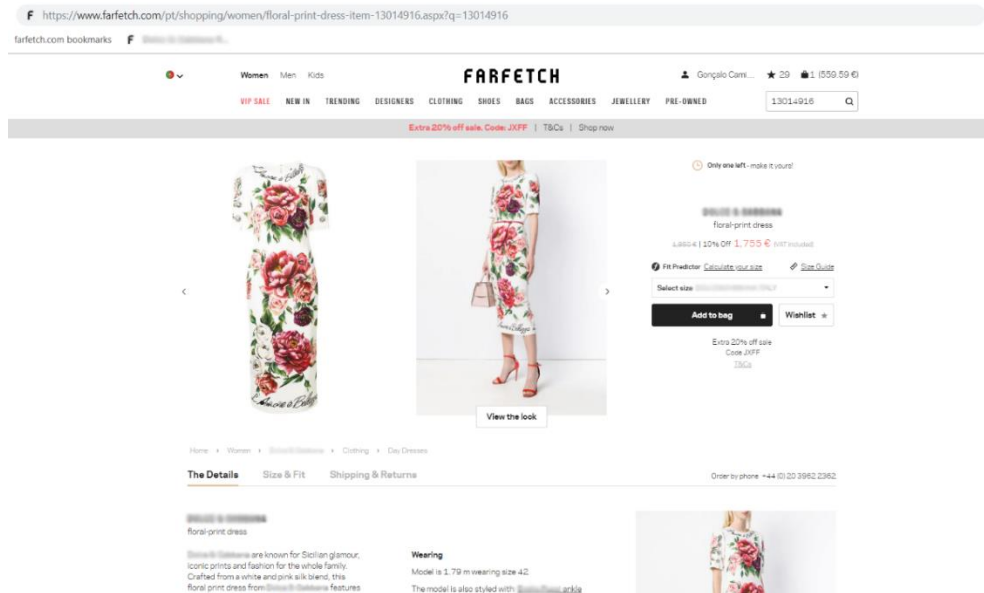 https://www.farfetch.com/pt/shopping/women/floral-print-dress-item-13014916.aspx?q=13014916
farfetch.com bookmarks
Women Men Kids
FARFETCH
Gonçalo Cami... 29 1 (559.59 €)
VIP SALE NEW IN TRENDING DESIGNERS CLOTHING SHOES BAGS ACCESSORIES JEWELLERY PRE-OWNED
13014916
Extra 20% off sale. Code: JXFF | T&Cs | Shop now
Only one left - make it yours!
floral-print dress
1,950 € | 10% Off 1,755 € (VAT included)
Fit Predictor Calculate your size Size Guide
Select size
Add to bag Wishlist
Extra 20% off sale
Code JXFF
T&Cs
View the look
Home Women Clothing Day Dresses
The Details Size & Fit Shipping & Returns
Order by phone +44 (0) 20 3962 2362
floral-print dress
are known for Sicilian glamour,
iconic prints and fashion for the whole family.
Crafted from a white and pink silk blend, this
floral print dress from features
Wearing
Model is 1.79 m wearing size 42
The model is also styled with ankle